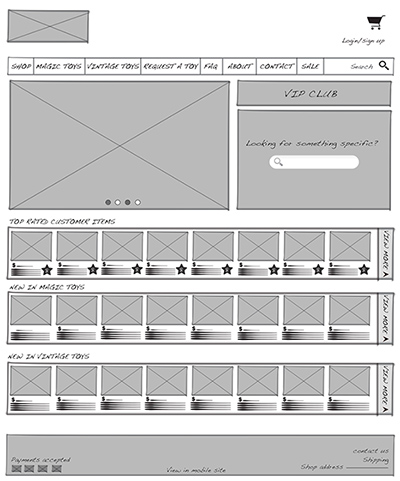 Login/sign up
SHOP MAGIC TOYS VINTAGE TOYS REQUEST A TOY FAQ ABOUT CONTACT SALE Search
VIP CLUB
Looking for something specific?
TOP RATED CUSTOMER ITEMS
$ $ $ $ $ $ $ $
VIEW MORE
NEW IN MAGIC TOYS
$ $ $ $ $ $ $ $
VIEW MORE
NEW IN VINTAGE TOYS
$ $ $ $ $ $ $ $
VIEW MORE
contact us
Payments accepted
Shipping
View in mobile site
Shop address